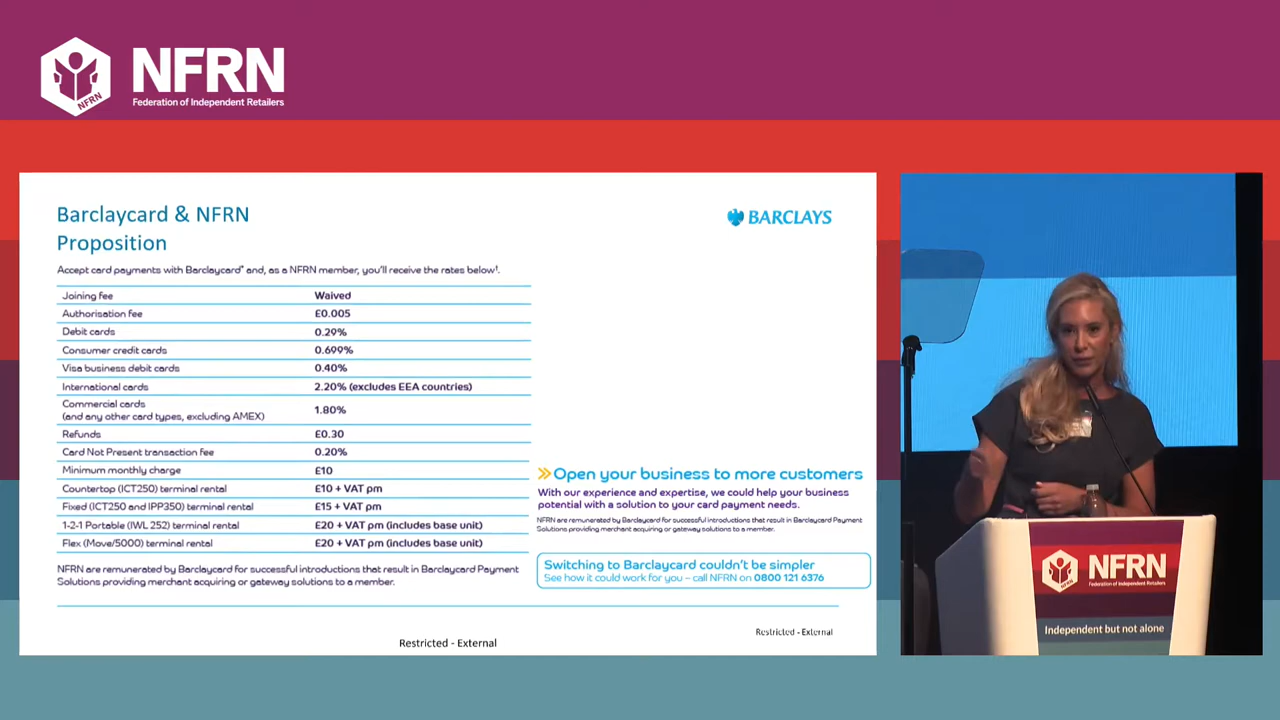 NFRN
Federation of Independent Retailers
NFRN
Barclaycard & NFRN
Proposition
BARCLAYS
Accept card payments with Barclaycard* and, as a NFRN member, you'll receive the rates below†.
Joining fee Waived
Authorisation fee £0.005
Debit cards 0.29%
Consumer credit cards 0.699%
Visa business debit cards 0.40%
International cards 2.20% (excludes EEA countries)
Commercial cards
(and any other card types, excluding AMEX) 1.80%
Refunds £0.30
Card Not Present transaction fee 0.20%
Minimum monthly charge £10
Countertop (ICT250) terminal rental £10 + VAT pm
Fixed (ICT250 and IPP350) terminal rental £15 + VAT pm
1-2-1 Portable (IWL 252) terminal rental £20 + VAT pm (includes base unit)
Flex (Move/5000) terminal rental £20 + VAT pm (includes base unit)
NFRN are remunerated by Barclaycard for successful introductions that result in Barclaycard Payment
Solutions providing merchant acquiring or gateway solutions to a member.
Open your business to more customers
With our experience and expertise, we could help your business
potential with a solution to your card payment needs.
NFRN are remunerated by Barclaycard for successful introductions that result in Barclaycard Payment
Solutions providing merchant acquiring or gateway solutions to a member.
Switching to Barclaycard couldn't be simpler
See how it could work for you – call NFRN on 0800 121 6376
Restricted - External
Restricted - External
NFRN
Federation of Independent Retailers
Independent but not alone